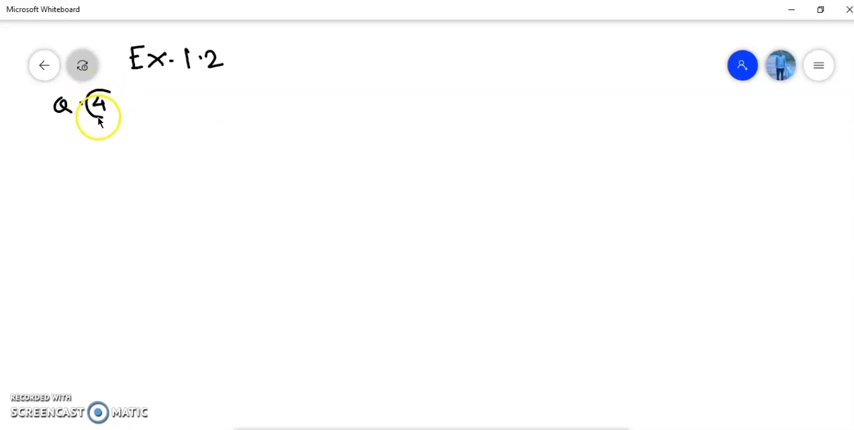 Microsoft Whiteboard
Ex. 1.2
Q. 4
RECORDED WITH
SCREENCAST MATIC